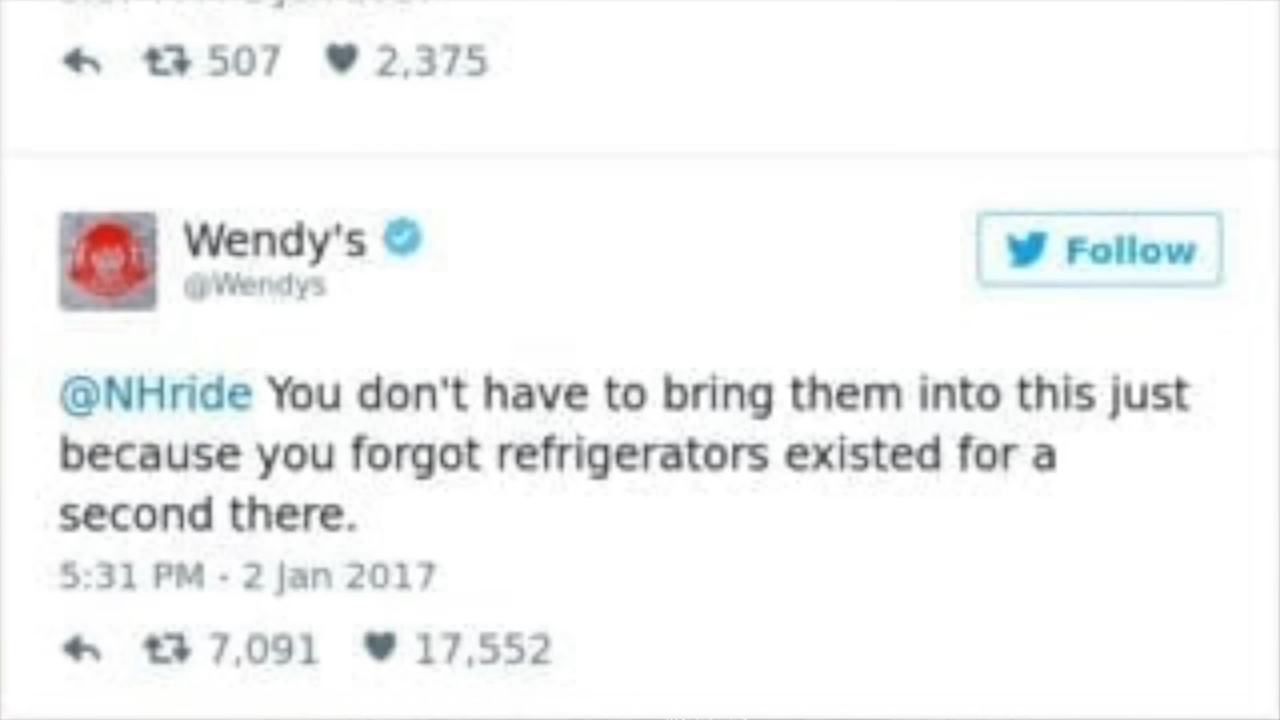 507 2,375
Wendy's
@Wendys
Follow
@NHride You don't have to bring them into this just
because you forgot refrigerators existed for a
second there.
5:31 PM - 2 Jan 2017
7,091 17,552